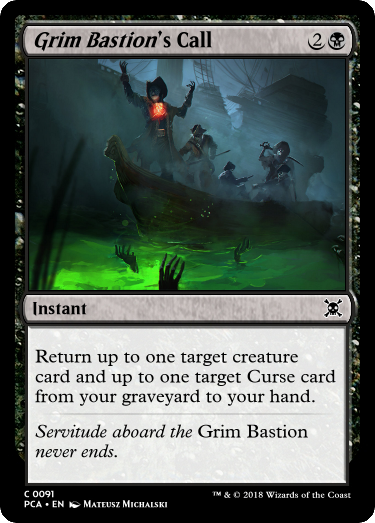 Grim Bastion's Call 2
Instant
Return up to one target creature
card and up to one target Curse card
from your graveyard to your hand.
Servitude aboard the Grim Bastion
never ends.
C 0091
PCA • EN Mateusz Michalski
™ & © 2018 Wizards of the Coast